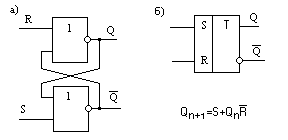 а) б)
R 1 Q
S T Q
R Q̅
1 Q̅
S
Qn+1=S+QnR̅